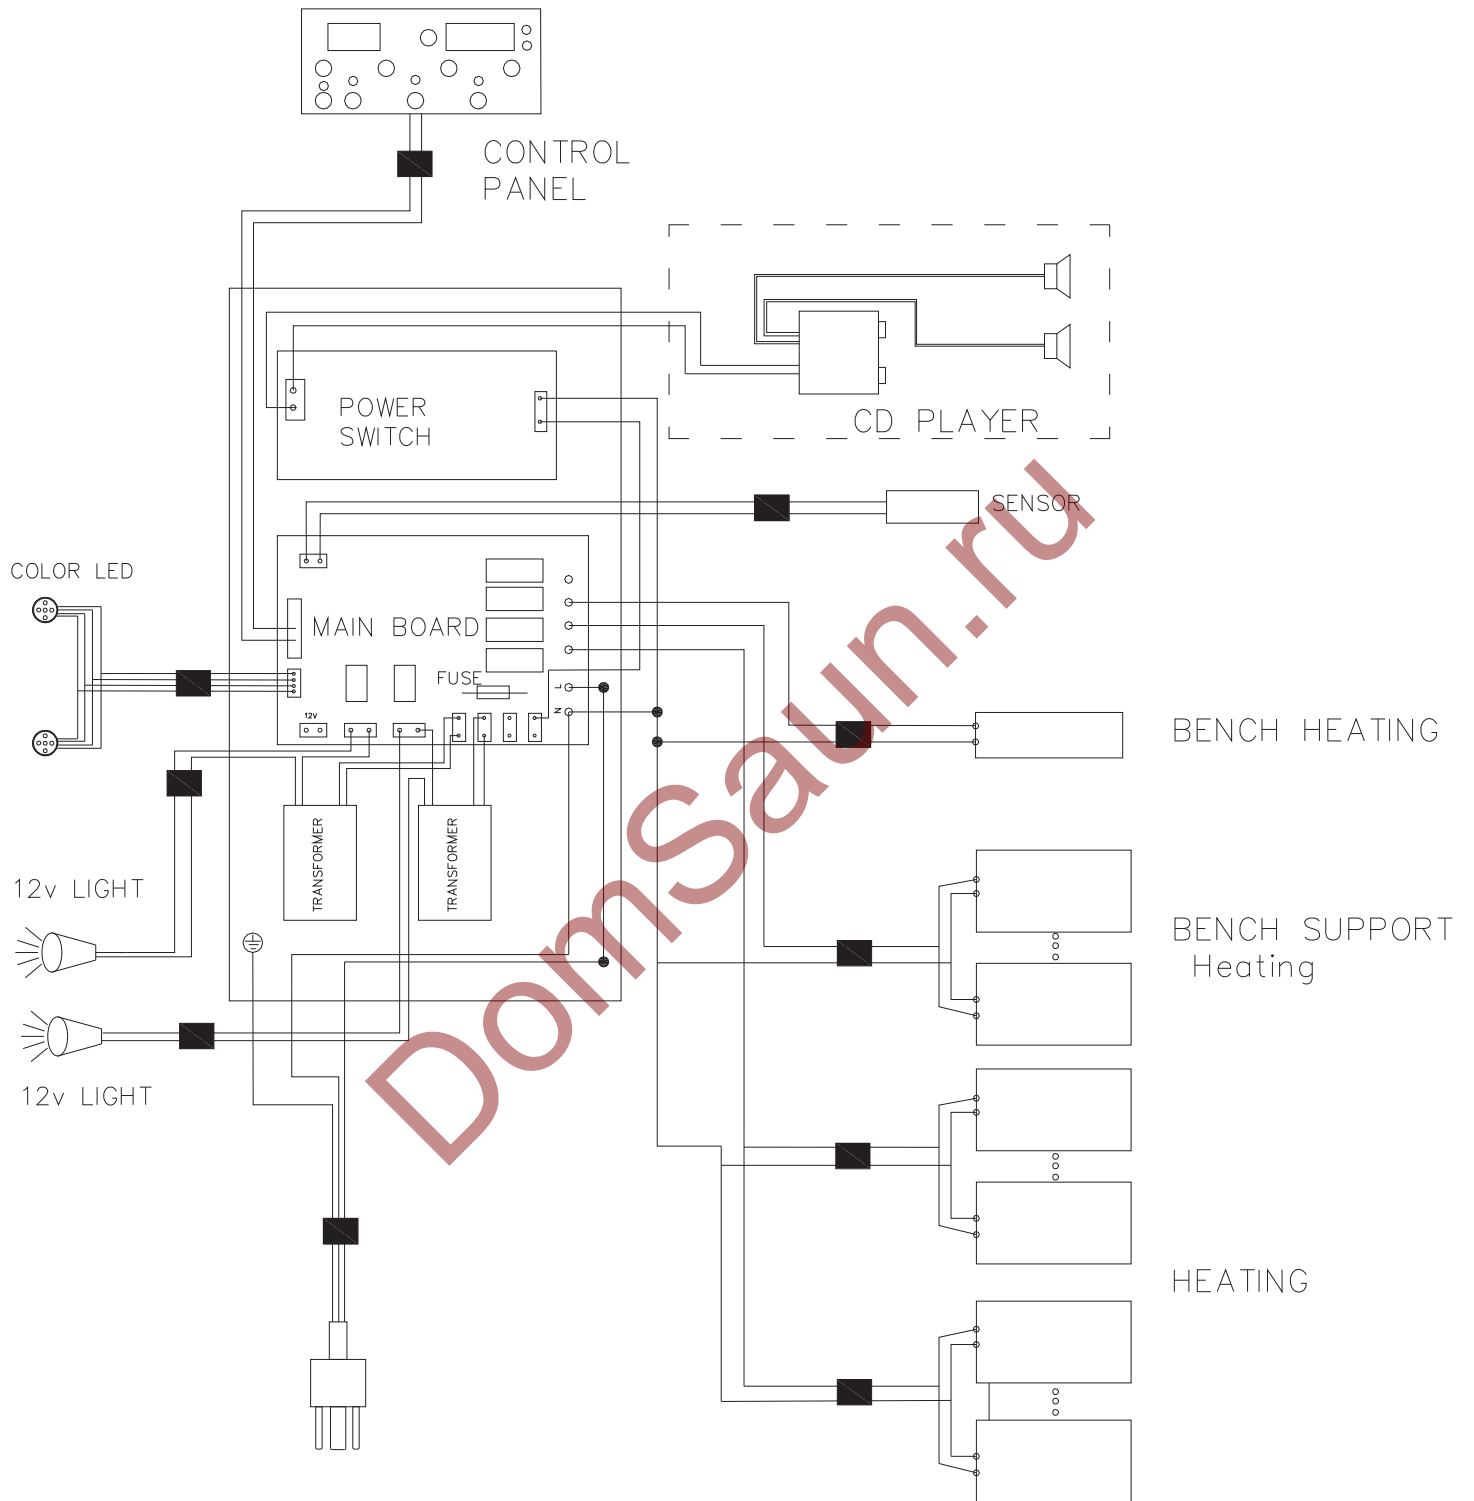 CONTROL
PANEL
CD PLAYER
POWER
SWITCH
SENSOR
COLOR LED
MAIN BOARD
FUSE
L
N
12V
BENCH HEATING
TRANSFORMER
TRANSFORMER
12v LIGHT
BENCH SUPPORT
Heating
12v LIGHT
HEATING
DomSaun.ru